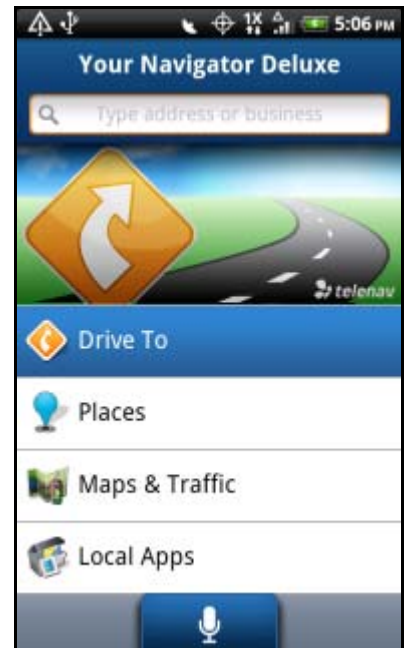 1X 5:06 PM
Your Navigator Deluxe
Type address or business
telenav
Drive To
Places
Maps & Traffic
Local Apps